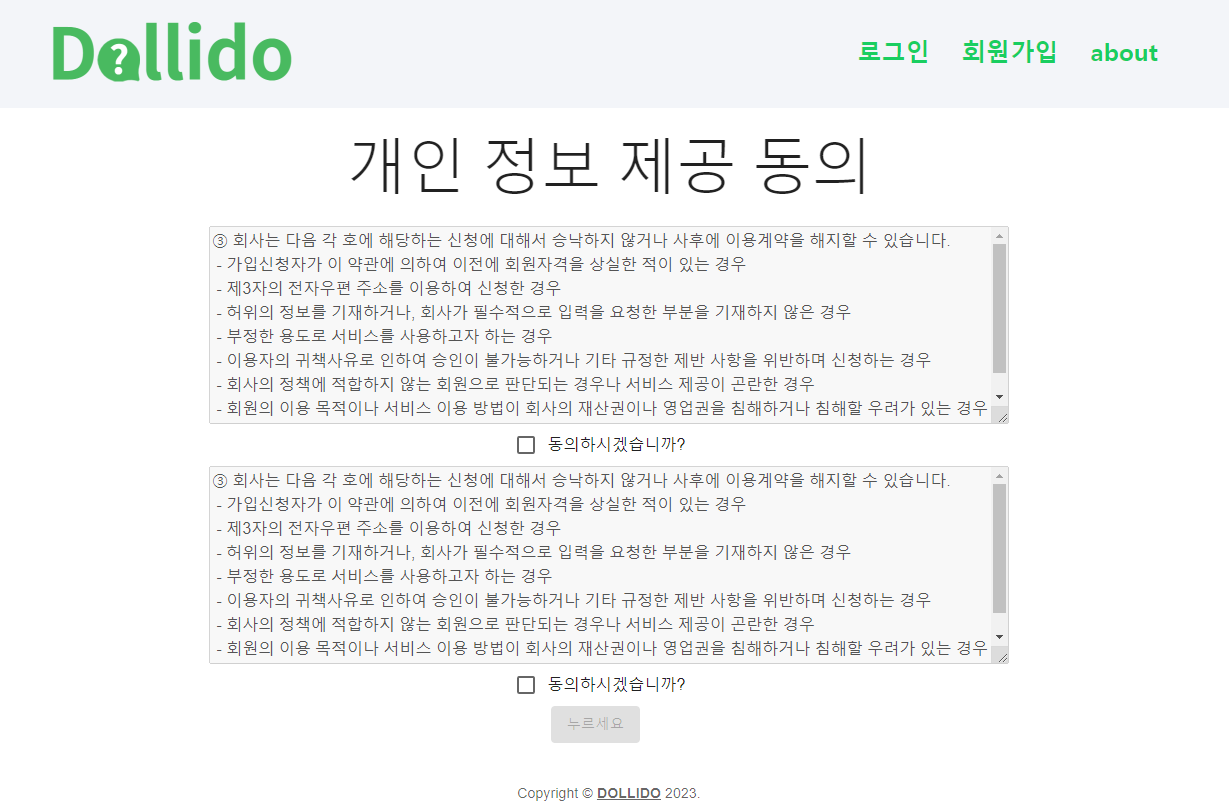 Dollido
로그인 회원가입 about
개인 정보 제공 동의
③ 회사는 다음 각 호에 해당하는 신청에 대해서 승낙하지 않거나 사후에 이용계약을 해지할 수 있습니다.
- 가입신청자가 이 약관에 의하여 이전에 회원자격을 상실한 적이 있는 경우
- 제3자의 전자우편 주소를 이용하여 신청한 경우
- 허위의 정보를 기재하거나, 회사가 필수적으로 입력을 요청한 부분을 기재하지 않은 경우
- 부정한 용도로 서비스를 사용하고자 하는 경우
- 이용자의 귀책사유로 인하여 승인이 불가능하거나 기타 규정한 제반 사항을 위반하며 신청하는 경우
- 회사의 정책에 적합하지 않는 회원으로 판단되는 경우나 서비스 제공이 곤란한 경우
- 회원의 이용 목적이나 서비스 이용 방법이 회사의 재산권이나 영업권을 침해하거나 침해할 우려가 있는 경우
동의하시겠습니까?
③ 회사는 다음 각 호에 해당하는 신청에 대해서 승낙하지 않거나 사후에 이용계약을 해지할 수 있습니다.
- 가입신청자가 이 약관에 의하여 이전에 회원자격을 상실한 적이 있는 경우
- 제3자의 전자우편 주소를 이용하여 신청한 경우
- 허위의 정보를 기재하거나, 회사가 필수적으로 입력을 요청한 부분을 기재하지 않은 경우
- 부정한 용도로 서비스를 사용하고자 하는 경우
- 이용자의 귀책사유로 인하여 승인이 불가능하거나 기타 규정한 제반 사항을 위반하며 신청하는 경우
- 회사의 정책에 적합하지 않는 회원으로 판단되는 경우나 서비스 제공이 곤란한 경우
- 회원의 이용 목적이나 서비스 이용 방법이 회사의 재산권이나 영업권을 침해하거나 침해할 우려가 있는 경우
동의하시겠습니까?
누르세요
Copyright © DOLLIDO 2023.